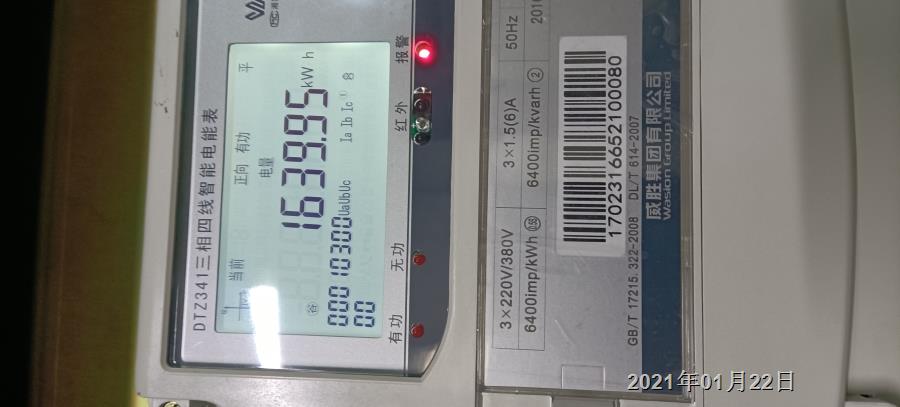 DTZ341三相四线智能电能表
当前 正向 有功 平
电量
163995 kWh
00010300 UaUbUc Ia Ib Ic
00
有功 无功 红外 报警
3×220V/380V 3×1.5(6)A 50Hz
6400imp/kWh 6400imp/kvarh ②
1702316652100080
GB/T 17215.322-2008 DL/T 614-2007
威胜集团有限公司
Wasion Group Limited
2021年01月22日